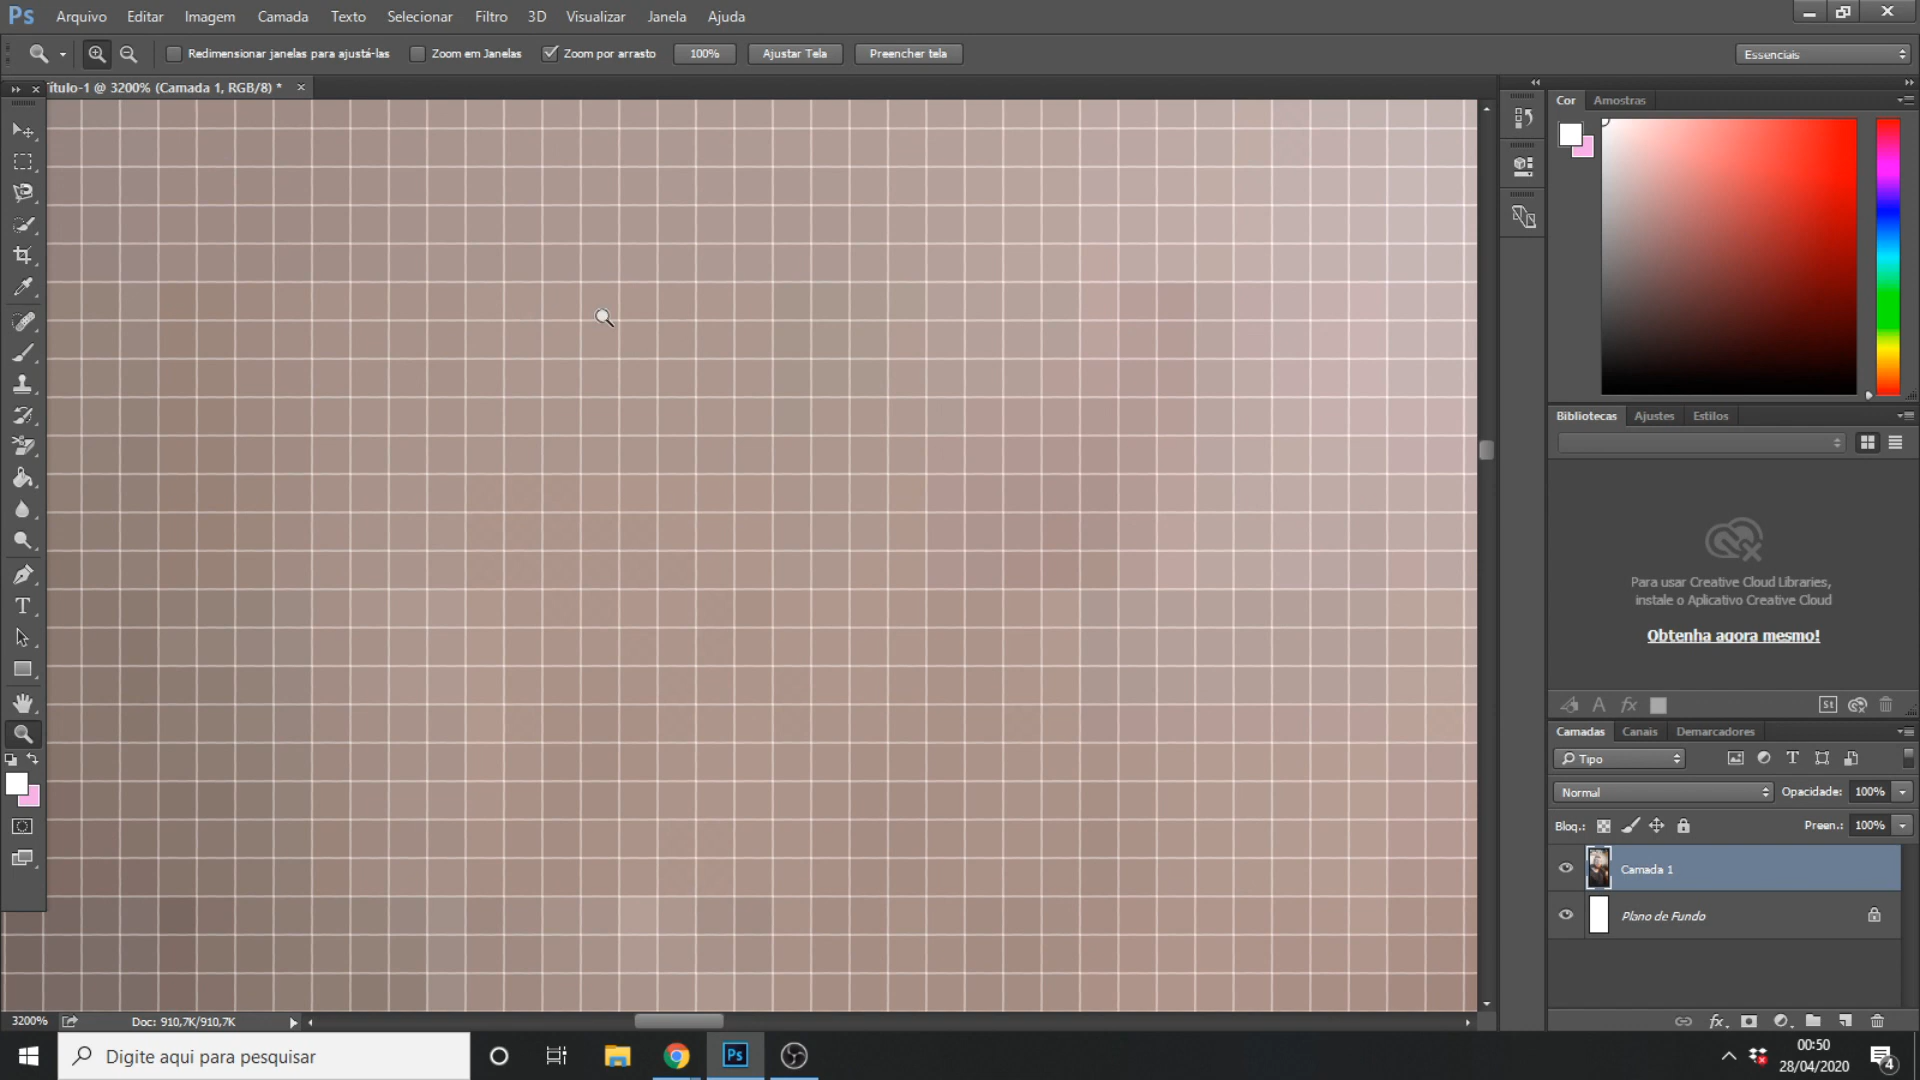 Ps Arquivo Editar Imagem Camada Texto Selecionar Filtro 3D Visualizar Janela Ajuda
Redimensionar janelas para ajustá-las Zoom em Janelas Zoom por arrasto 100% Ajustar Tela Preencher tela Essenciais
ítulo-1 @ 3200% (Camada 1, RGB/8) *
Cor Amostras
Bibliotecas Ajustes Estilos
Para usar Creative Cloud Libraries,
instale o Aplicativo Creative Cloud
Obtenha agora mesmo!
St
Camadas Canais Demarcadores
Tipo
Normal Opacidade: 100%
Bloq.: Preen.: 100%
Camada 1
Plano de Fundo
3200% Doc: 910,7K/910,7K
fx
Digite aqui para pesquisar
Ps
00:50
28/04/2020
4